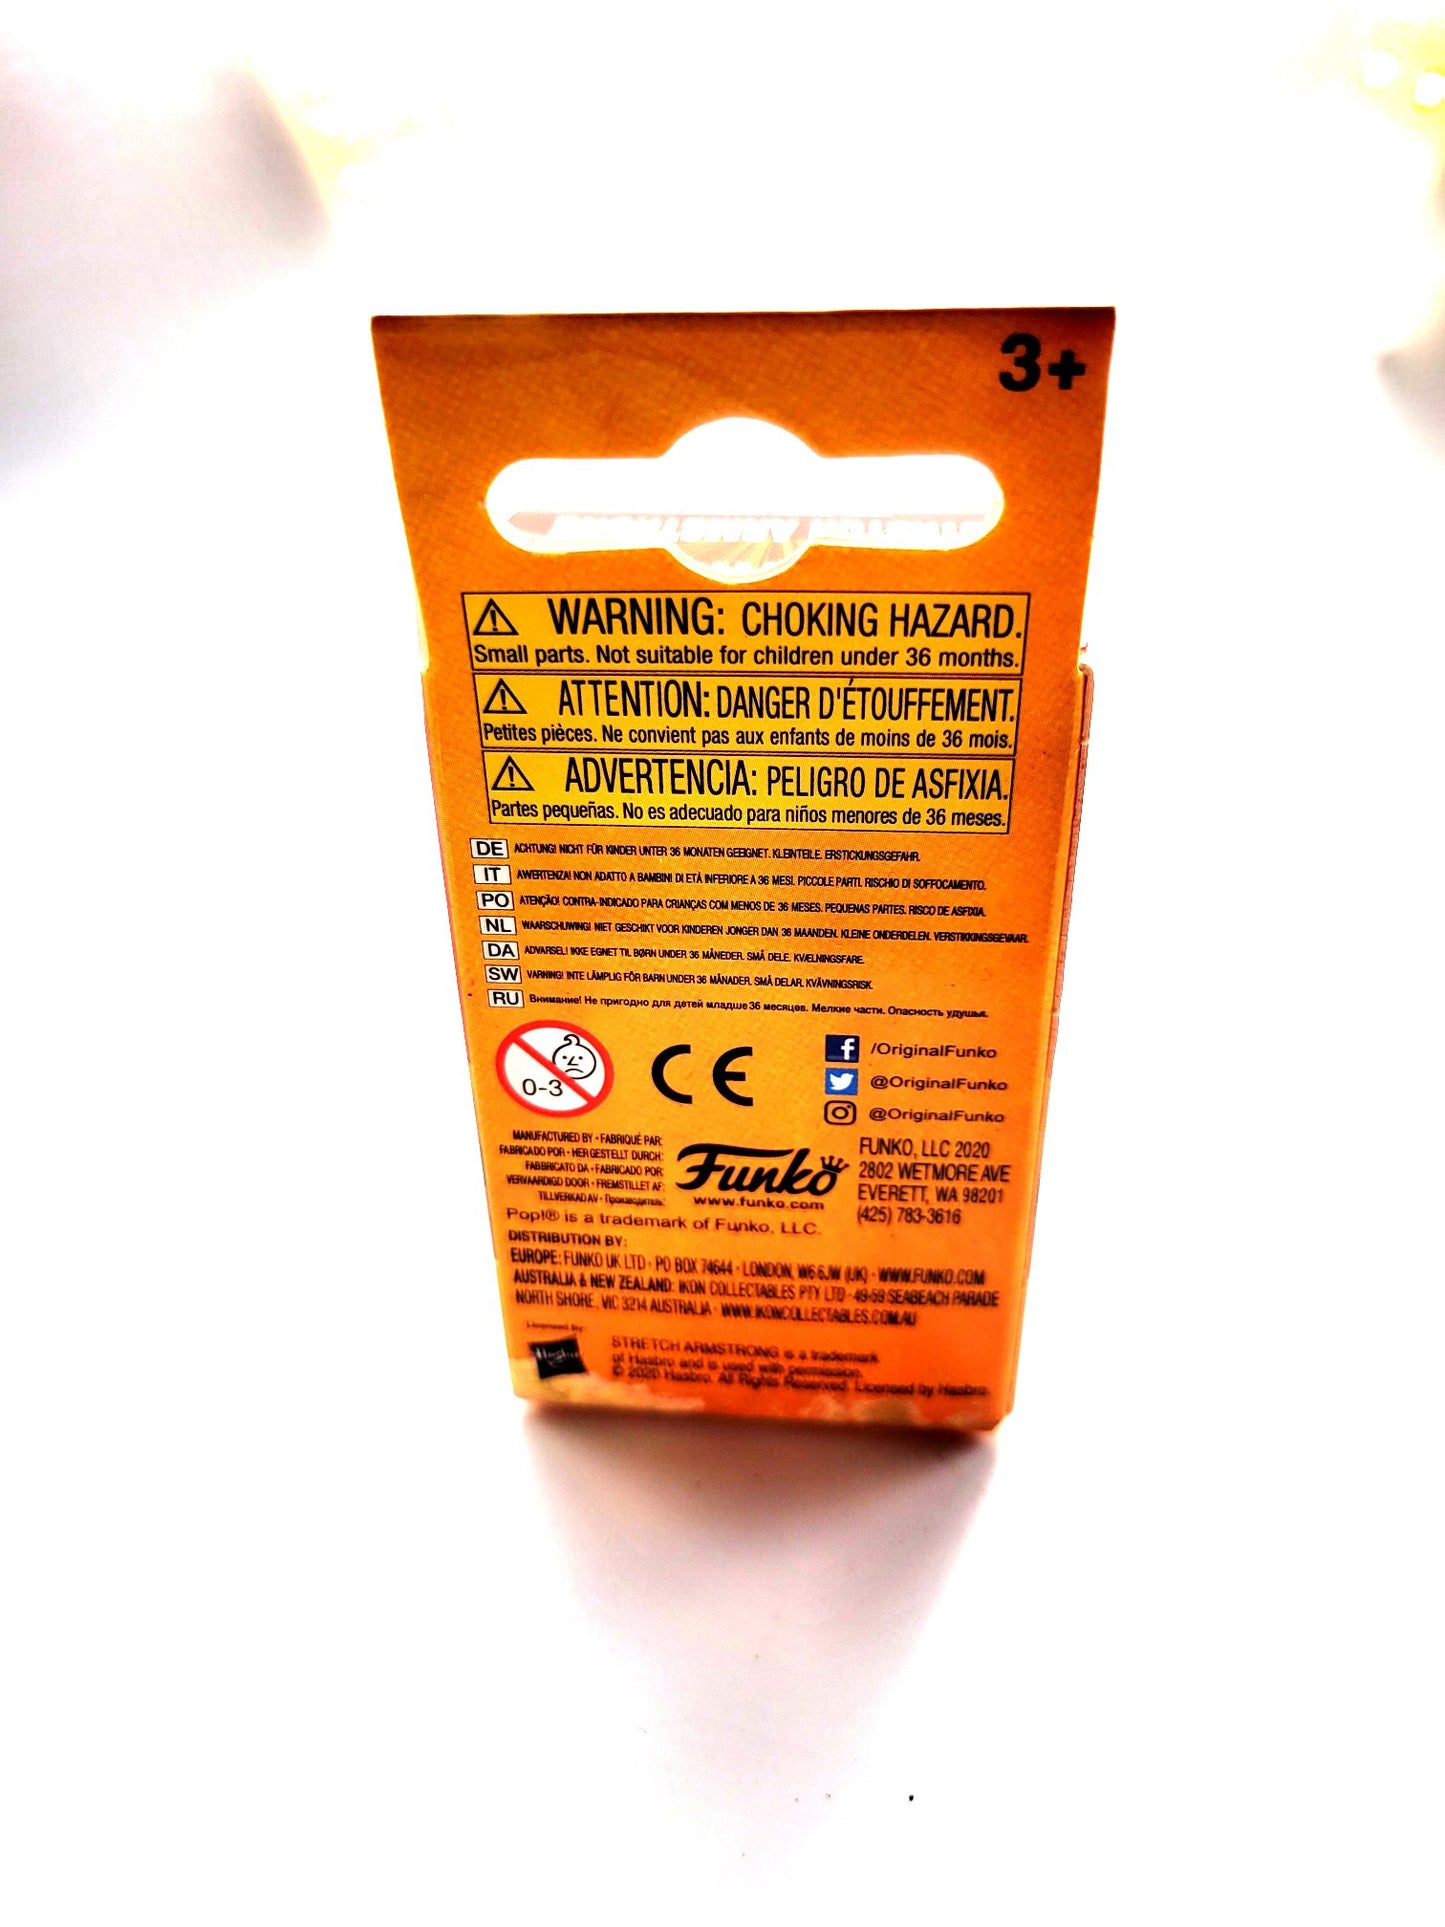 3+
WARNING: CHOKING HAZARD.
Small parts. Not suitable for children under 36 months.
ATTENTION: DANGER D'ÉTOUFFEMENT.
Petites pièces. Ne convient pas aux enfants de moins de 36 mois.
ADVERTENCIA: PELIGRO DE ASFIXIA.
Partes pequeñas. No es adecuado para niños menores de 36 meses.
DE ACHTUNG! NICHT FÜR KINDER UNTER 36 MONATEN GEEIGNET. KLEINTEILE. ERSTICKUNGSGEFAHR.
IT AVVERTENZA! NON ADATTO A BAMBINI DI ETÀ INFERIORE A 36 MESI. PICCOLE PARTI. RISCHIO DI SOFFOCAMENTO.
PO ATENÇÃO! CONTRA-INDICADO PARA CRIANÇAS COM MENOS DE 36 MESES. PEQUENAS PARTES. RISCO DE ASFIXIA.
NL WAARSCHUWING! NIET GESCHIKT VOOR KINDEREN JONGER DAN 36 MAANDEN. KLEINE ONDERDELEN. VERSTIKKINGSGEVAAR.
DA ADVARSEL! IKKE EGNET TIL BØRN UNDER 36 MÅNEDER. SMÅ DELE. KVÆLNINGSFARE.
SW VARNING! INTE LÄMPLIG FÖR BARN UNDER 36 MÅNADER. SMÅ DELAR. KVÄVNINGSRISK.
RU Внимание! Не пригодно для детей младше 36 месяцев. Мелкие части. Опасность удушья.
0-3
CE
/OriginalFunko
@OriginalFunko
@OriginalFunko
MANUFACTURED BY • FABRIQUÉ PAR:
FABRICADO POR • HERGESTELLT DURCH:
FABBRICATO DA • FABRICADO POR:
VERVAARDIGD DOOR • FREMSTILLET AF:
TILLVERKAD AV • Производитель:
Funko
www.funko.com
FUNKO, LLC 2020
2802 WETMORE AVE
EVERETT, WA 98201
(425) 783-3616
Pop!® is a trademark of Funko, LLC.
DISTRIBUTION BY:
EUROPE: FUNKO UK LTD • PO BOX 74644 • LONDON, W6 6JW (UK) • WWW.FUNKO.COM
AUSTRALIA & NEW ZEALAND: IKON COLLECTABLES PTY LTD • 49-59 SEABEACH PARADE
NORTH SHORE, VIC 3214 AUSTRALIA • WWW.IKONCOLLECTABLES.COM.AU
Licensed By:
Hasbro
STRETCH ARMSTRONG is a trademark
of Hasbro and is used with permission.
© 2020 Hasbro. All Rights Reserved. Licensed by Hasbro.